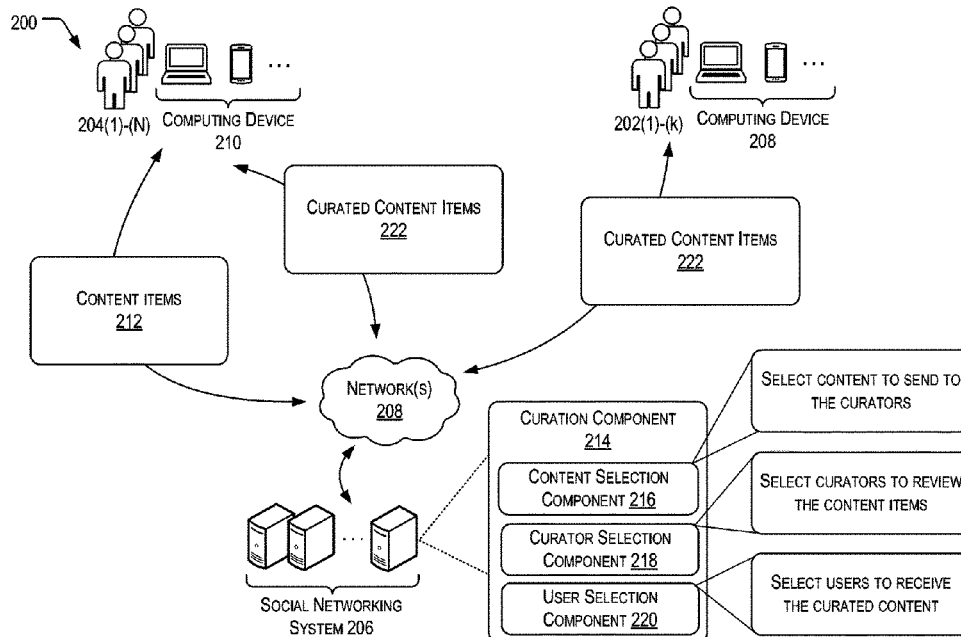 200
204(1)-(N)
COMPUTING DEVICE
210
202(1)-(k)
COMPUTING DEVICE
208
CURATED CONTENT ITEMS
222
CURATED CONTENT ITEMS
222
CONTENT ITEMS
212
NETWORK(S)
208
SOCIAL NETWORKING
SYSTEM 206
CURATION COMPONENT
214
CONTENT SELECTION
COMPONENT 216
CURATOR SELECTION
COMPONENT 218
USER SELECTION
COMPONENT 220
SELECT CONTENT TO SEND TO
THE CURATORS
SELECT CURATORS TO REVIEW
THE CONTENT ITEMS
SELECT USERS TO RECEIVE
THE CURATED CONTENT